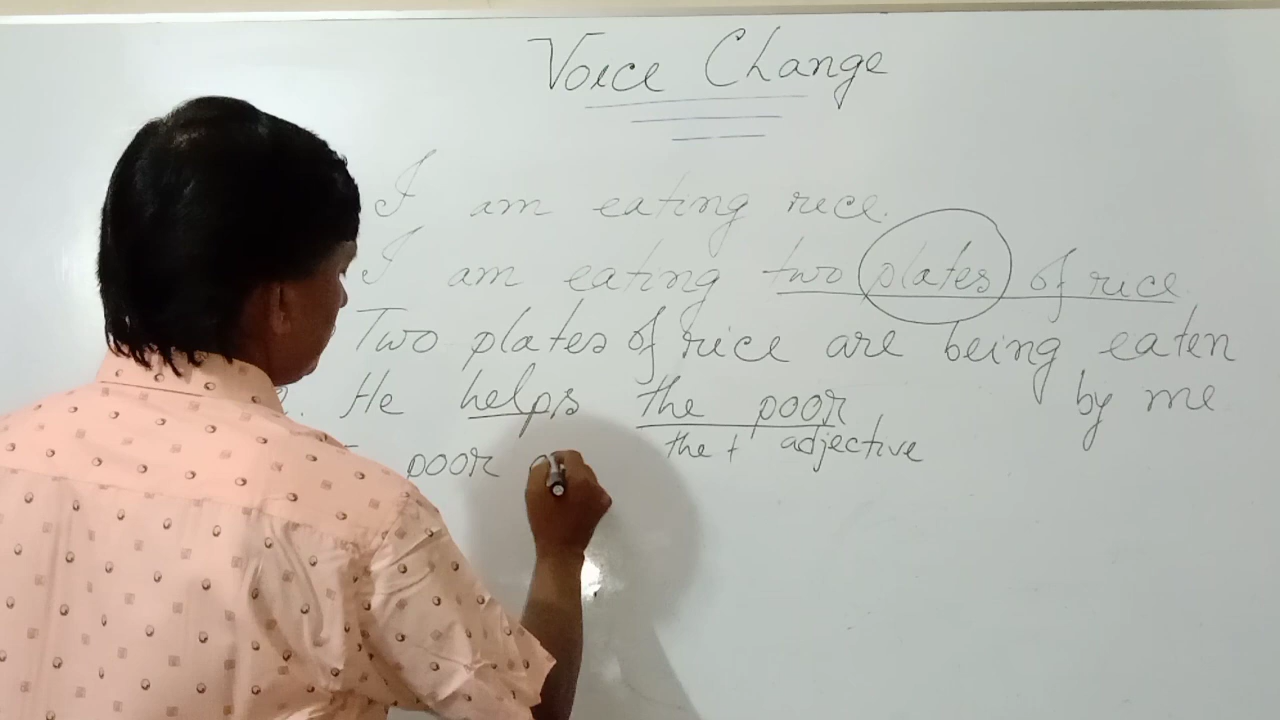 Voice Change
I am eating rice.
I am eating two plates of rice
Two plates of rice are being eaten
by me
2. He helps the poor
the + adjective
poor